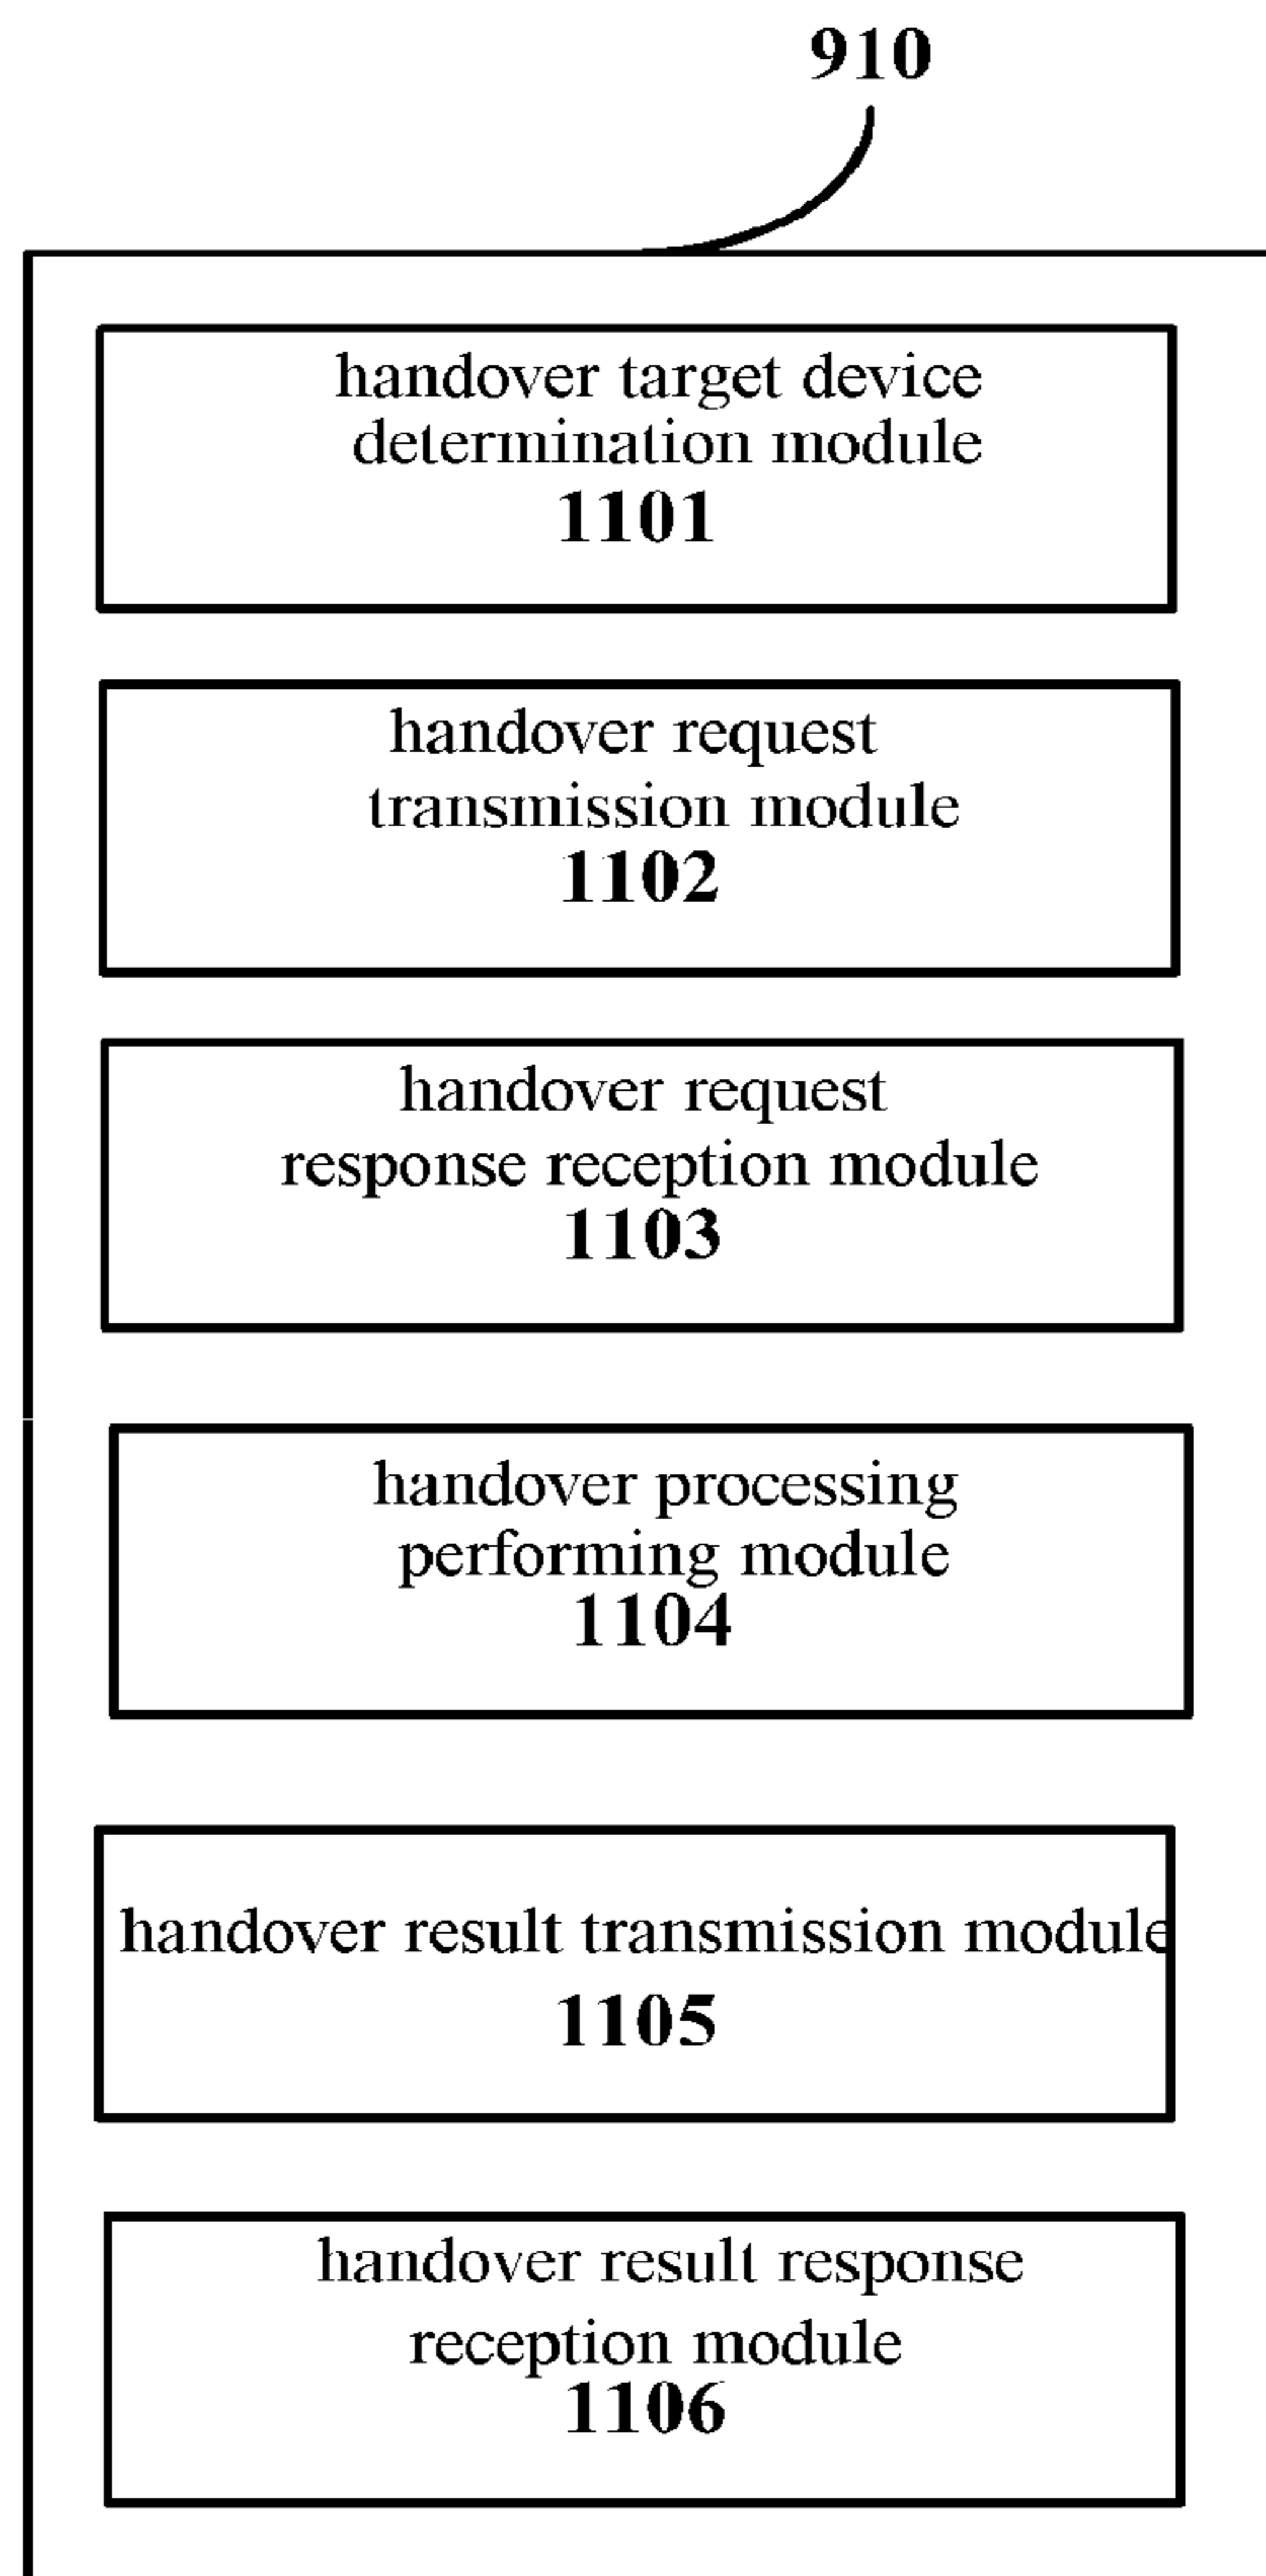 910
handover target device
determination module
1101
handover request
transmission module
1102
handover request
response reception module
1103
handover processing
performing module
1104
handover result transmission module
1105
handover result response
reception module
1106